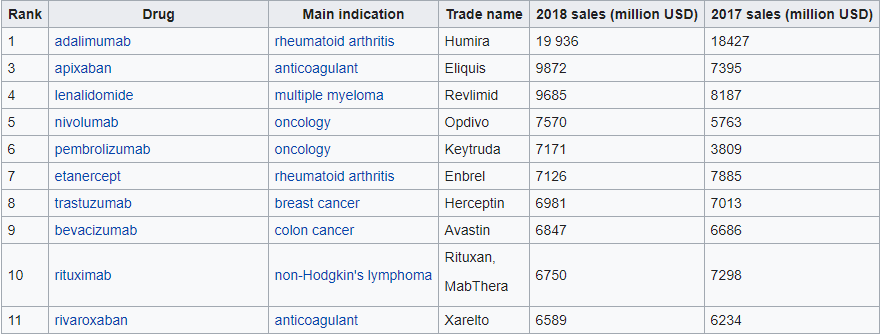 Rank Drug Main indication Trade name 2018 sales (million USD) 2017 sales (million USD)
1 adalimumab rheumatoid arthritis Humira 19 936 18427
3 apixaban anticoagulant Eliquis 9872 7395
4 lenalidomide multiple myeloma Revlimid 9685 8187
5 nivolumab oncology Opdivo 7570 5763
6 pembrolizumab oncology Keytruda 7171 3809
7 etanercept rheumatoid arthritis Enbrel 7126 7885
8 trastuzumab breast cancer Herceptin 6981 7013
9 bevacizumab colon cancer Avastin 6847 6686
10 rituximab non-Hodgkin's lymphoma Rituxan, 6750 7298
MabThera
11 rivaroxaban anticoagulant Xarelto 6589 6234